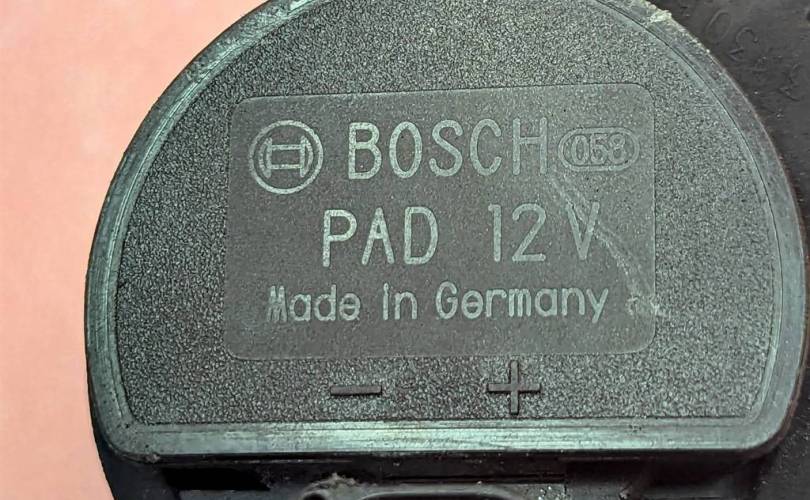 BOSCH 058
PAD 12 V
Made in Germany
− +